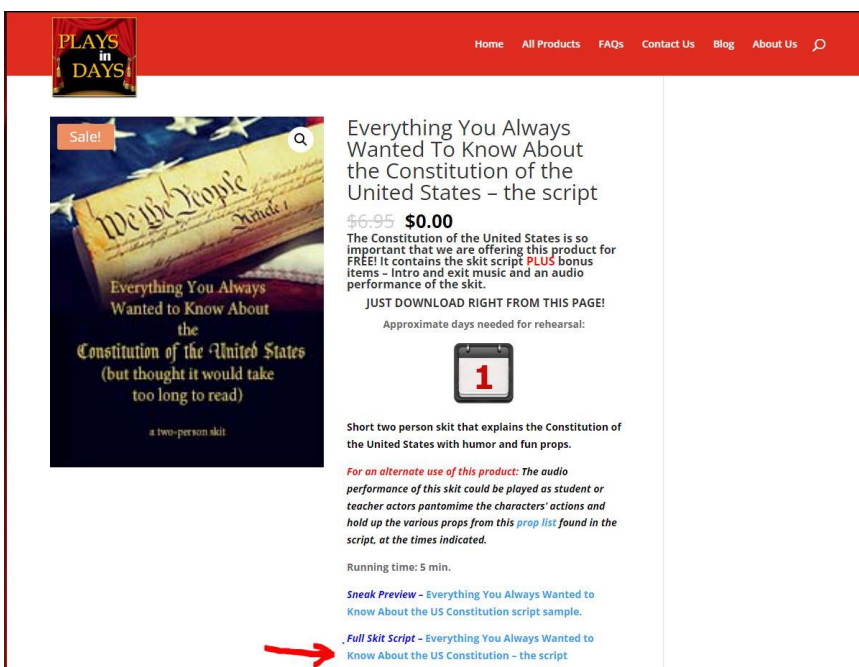 PLAYS
in
DAYS
Home All Products FAQs Contact Us Blog About Us
Sale!
We the People
Article 1
Everything You Always
Wanted to Know About
the
Constitution of the United States
(but thought it would take
too long to read)
a two-person skit
Everything You Always
Wanted To Know About
the Constitution of the
United States – the script
$6.95 $0.00
The Constitution of the United States is so
important that we are offering this product for
FREE! It contains the skit script PLUS bonus
items – Intro and exit music and an audio
performance of the skit.
JUST DOWNLOAD RIGHT FROM THIS PAGE!
Approximate days needed for rehearsal:
1
Short two person skit that explains the Constitution of
the United States with humor and fun props.
For an alternate use of this product: The audio
performance of this skit could be played as student or
teacher actors pantomime the characters' actions and
hold up the various props from this prop list found in the
script, at the times indicated.
Running time: 5 min.
Sneak Preview – Everything You Always Wanted to
Know About the US Constitution script sample.
Full Skit Script – Everything You Always Wanted to
Know About the US Constitution – the script